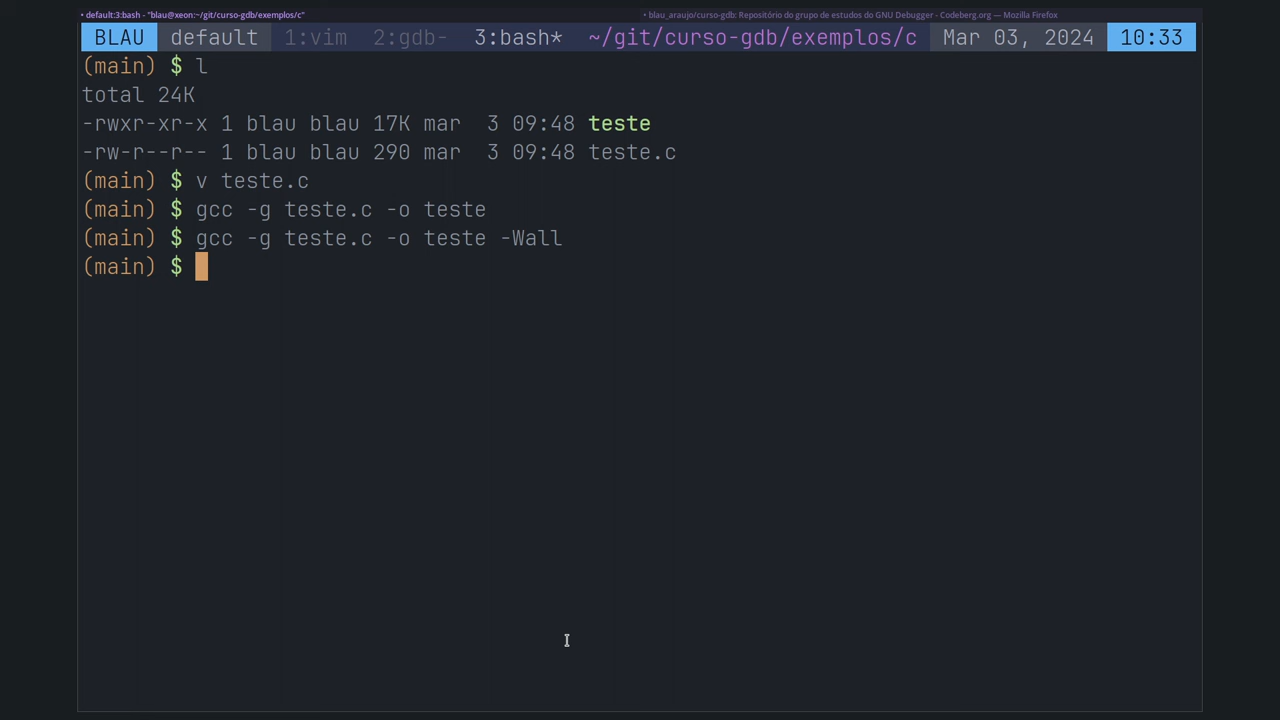 • default:3:bash - "blau@xeon:~/git/curso-gdb/exemplos/c"
• blau_araujo/curso-gdb: Repositório do grupo de estudos do GNU Debugger - Codeberg.org — Mozilla Firefox
BLAU default 1:vim 2:gdb- 3:bash* ~/git/curso-gdb/exemplos/c Mar 03, 2024 10:33
(main) $ l
total 24K
-rwxr-xr-x 1 blau blau 17K mar  3 09:48 teste
-rw-r--r-- 1 blau blau 290 mar  3 09:48 teste.c
(main) $ v teste.c
(main) $ gcc -g teste.c -o teste
(main) $ gcc -g teste.c -o teste -Wall
(main) $